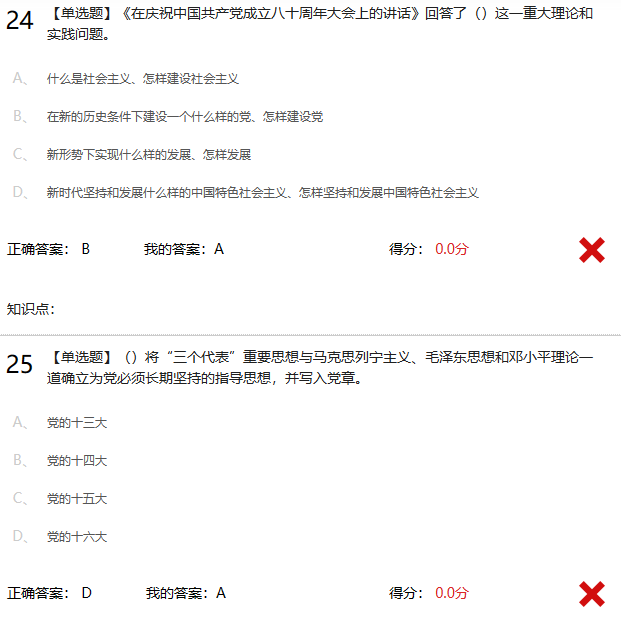 24 【单选题】《在庆祝中国共产党成立八十周年大会上的讲话》回答了（）这一重大理论和
实践问题。
A、 什么是社会主义、怎样建设社会主义
B、 在新的历史条件下建设一个什么样的党、怎样建设党
C、 新形势下实现什么样的发展、怎样发展
D、 新时代坚持和发展什么样的中国特色社会主义、怎样坚持和发展中国特色社会主义
正确答案： B 我的答案：A 得分： 0.0分
知识点：
25 【单选题】（）将“三个代表”重要思想与马克思列宁主义、毛泽东思想和邓小平理论一
道确立为党必须长期坚持的指导思想，并写入党章。
A、 党的十三大
B、 党的十四大
C、 党的十五大
D、 党的十六大
正确答案： D 我的答案：A 得分： 0.0分